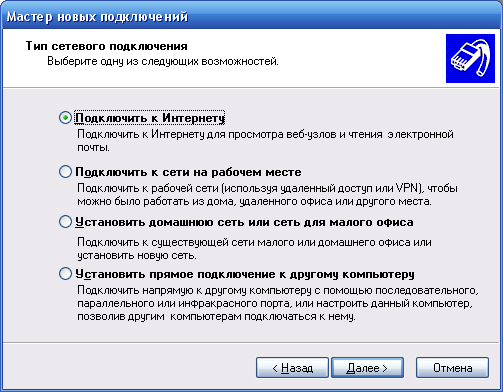 Мастер новых подключений
Тип сетевого подключения
Выберите одну из следующих возможностей.
Подключить к Интернету
Подключить к Интернету для просмотра веб-узлов и чтения электронной
почты.
Подключить к сети на рабочем месте
Подключить к рабочей сети (используя удаленный доступ или VPN), чтобы
можно было работать из дома, удаленного офиса или другого места.
Установить домашнюю сеть или сеть для малого офиса
Подключить к существующей сети малого или домашнего офиса или
установить новую сеть.
Установить прямое подключение к другому компьютеру
Подключить напрямую к другому компьютеру с помощью последовательного,
параллельного или инфракрасного порта, или настроить данный компьютер,
позволив другим компьютерам подключаться к нему.
< Назад
Далее >
Отмена